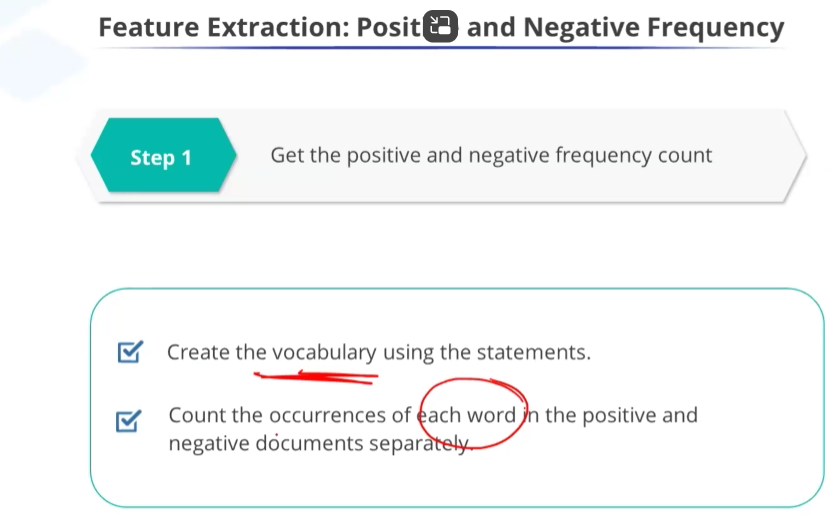 Feature Extraction: Posit and Negative Frequency
Step 1
Get the positive and negative frequency count
Create the vocabulary using the statements.
Count the occurrences of each word in the positive and
negative documents separately.